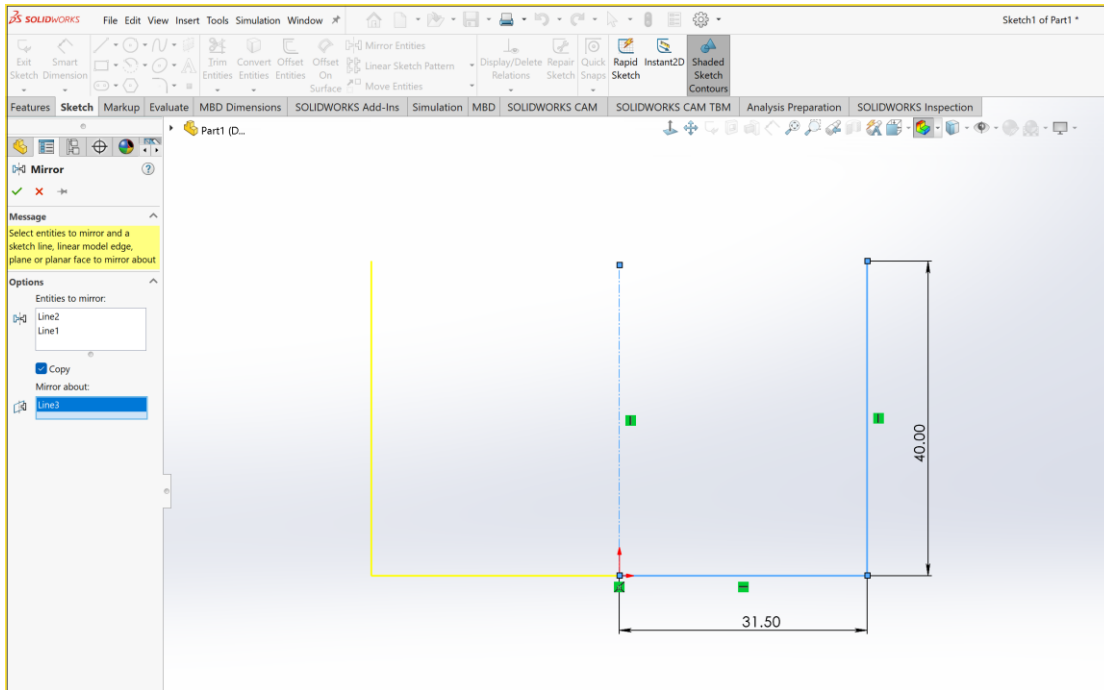 SOLIDWORKS File Edit View Insert Tools Simulation Window Sketch1 of Part1 *
Exit Sketch
Smart Dimension
Trim Entities
Convert Entities
Offset Entities
Offset On Surface
Mirror Entities
Linear Sketch Pattern
Move Entities
Display/Delete Relations
Repair Sketch
Quick Snaps
Rapid Sketch
Instant2D
Shaded Sketch Contours
Features Sketch Markup Evaluate MBD Dimensions SOLIDWORKS Add-Ins Simulation MBD SOLIDWORKS CAM SOLIDWORKS CAM TBM Analysis Preparation SOLIDWORKS Inspection
Part1 (D...
Mirror
Message
Select entities to mirror and a
sketch line, linear model edge,
plane or planar face to mirror about
Options
Entities to mirror:
Line2
Line1
Copy
Mirror about:
Line3
40.00
31.50